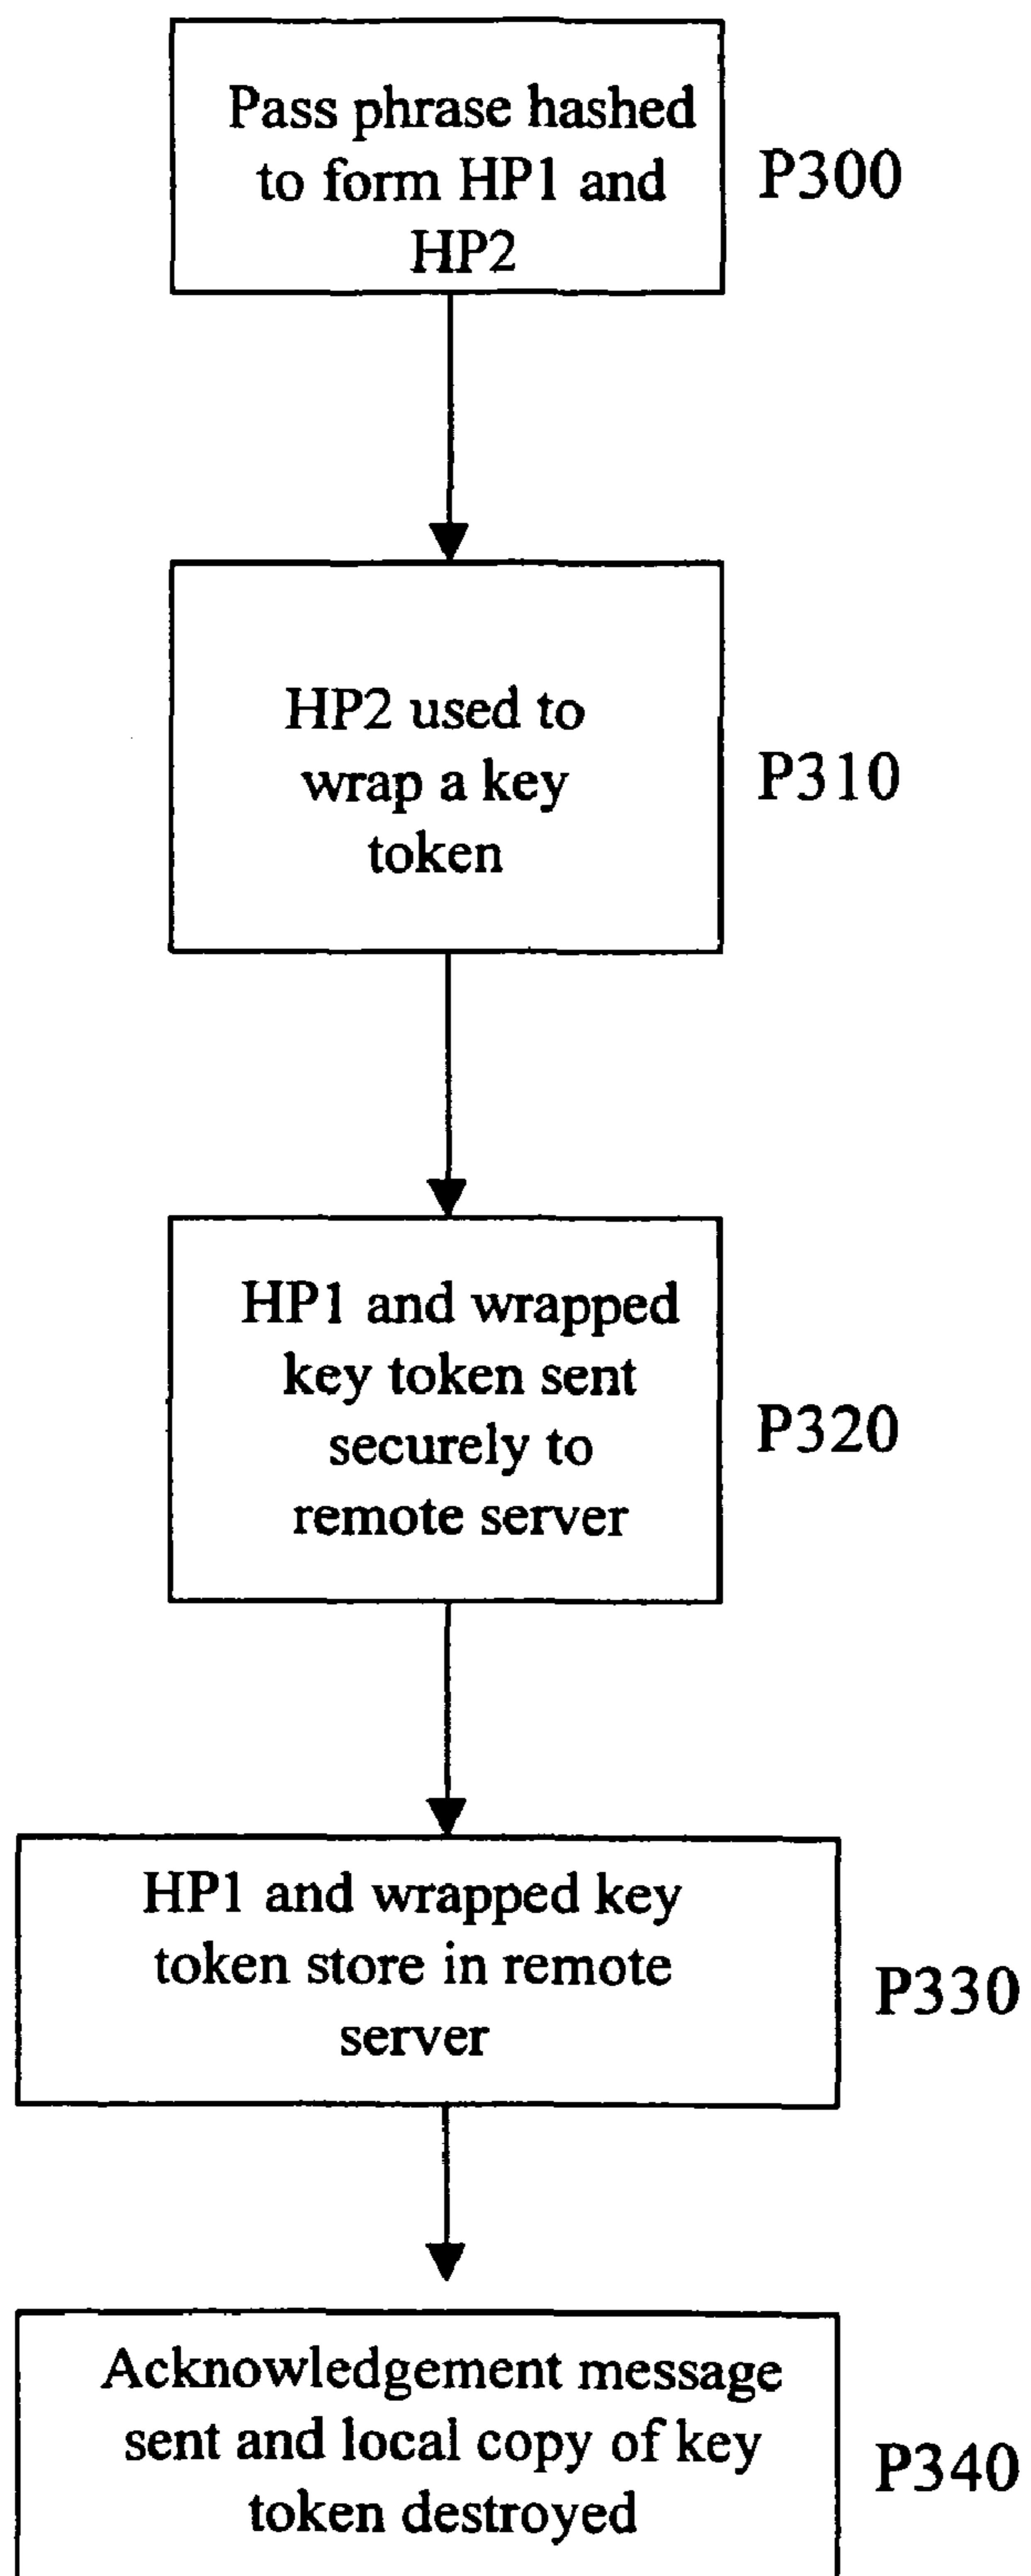 Pass phrase hashed
to form HP1 and
HP2
P300
HP2 used to
wrap a key
token
P310
HP1 and wrapped
key token sent
securely to
remote server
P320
HP1 and wrapped key
token store in remote
server
P330
Acknowledgement message
sent and local copy of key
token destroyed
P340